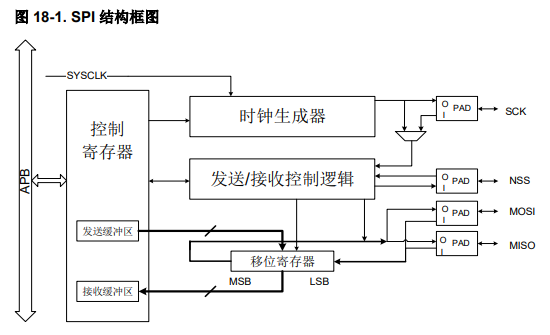 图 18-1. SPI 结构框图
SYSCLK
APB
控制
寄存器
时钟生成器
O
I
PAD
SCK
发送/接收控制逻辑
O
I
PAD
NSS
O
I
PAD
MOSI
发送缓冲区
O
I
PAD
MISO
移位寄存器
MSB
LSB
接收缓冲区